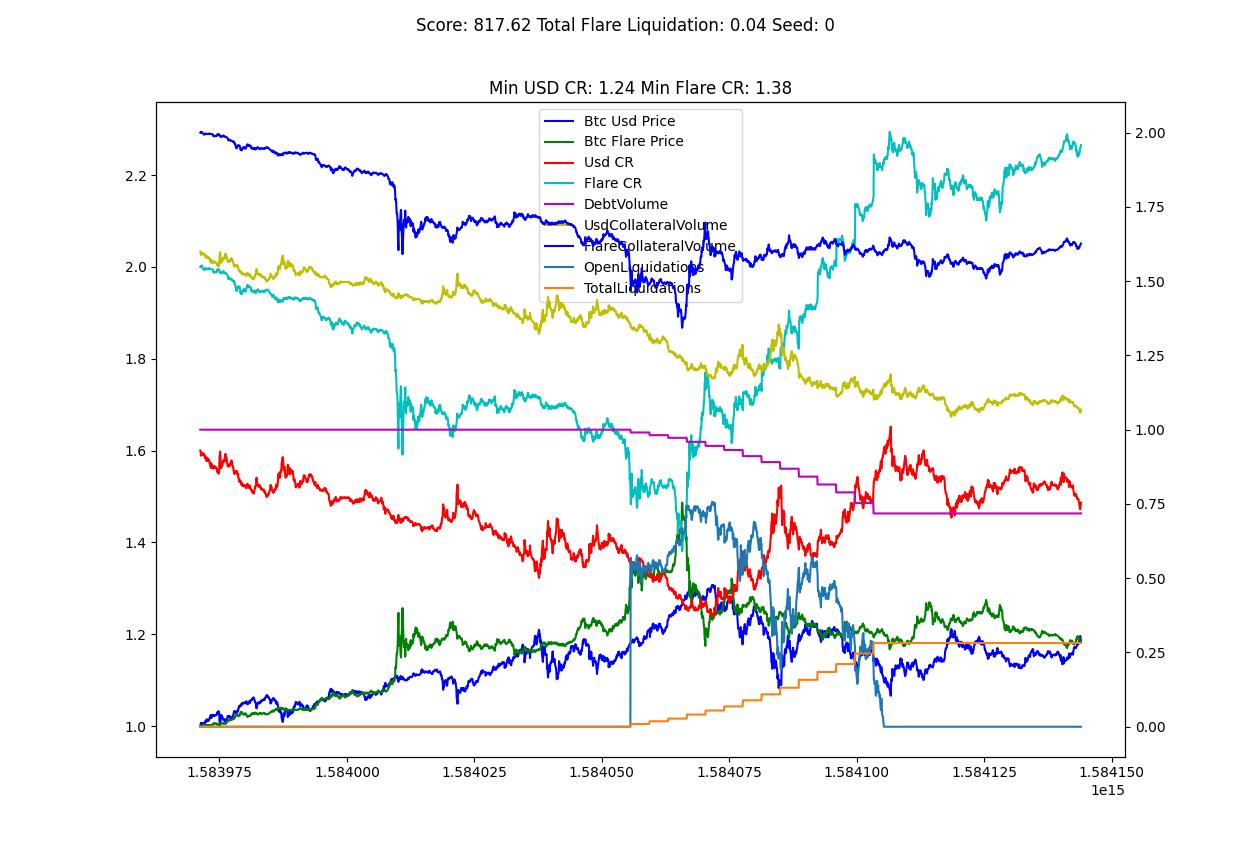 Score: 817.62 Total Flare Liquidation: 0.04 Seed: 0
Min USD CR: 1.24 Min Flare CR: 1.38
Btc Usd Price
Btc Flare Price
Usd CR
Flare CR
DebtVolume
UsdCollateralVolume
FlareCollateralVolume
OpenLiquidations
TotalLiquidations
2.2
2.0
1.8
1.6
1.4
1.2
1.0
2.00
1.75
1.50
1.25
1.00
0.75
0.50
0.25
0.00
1.583975 1.584000 1.584025 1.584050 1.584075 1.584100 1.584125 1.584150
1e15